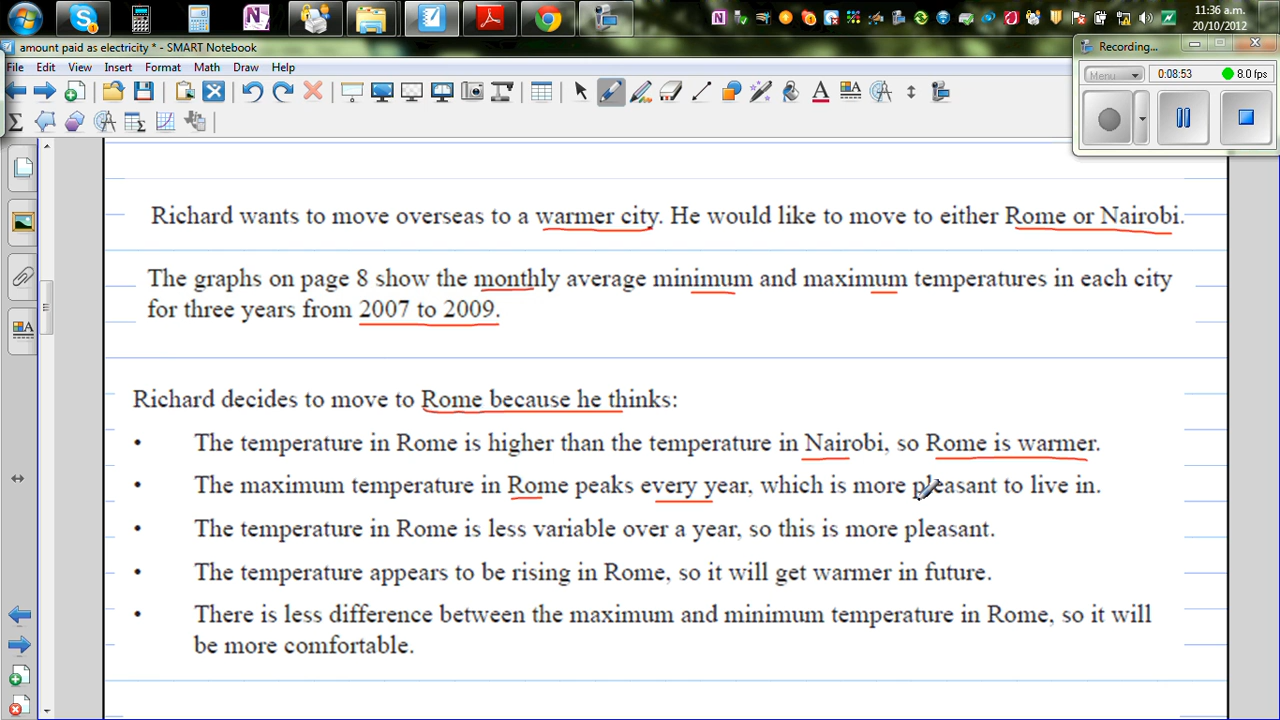 11:36 a.m.
20/10/2012
amount paid as electricity * - SMART Notebook
Recording...
File Edit View Insert Format Math Draw Help
Menu 0:08:53 8.0 fps
Richard wants to move overseas to a warmer city. He would like to move to either Rome or Nairobi.
The graphs on page 8 show the monthly average minimum and maximum temperatures in each city
for three years from 2007 to 2009.
Richard decides to move to Rome because he thinks:
• The temperature in Rome is higher than the temperature in Nairobi, so Rome is warmer.
• The maximum temperature in Rome peaks every year, which is more pleasant to live in.
• The temperature in Rome is less variable over a year, so this is more pleasant.
• The temperature appears to be rising in Rome, so it will get warmer in future.
• There is less difference between the maximum and minimum temperature in Rome, so it will
be more comfortable.